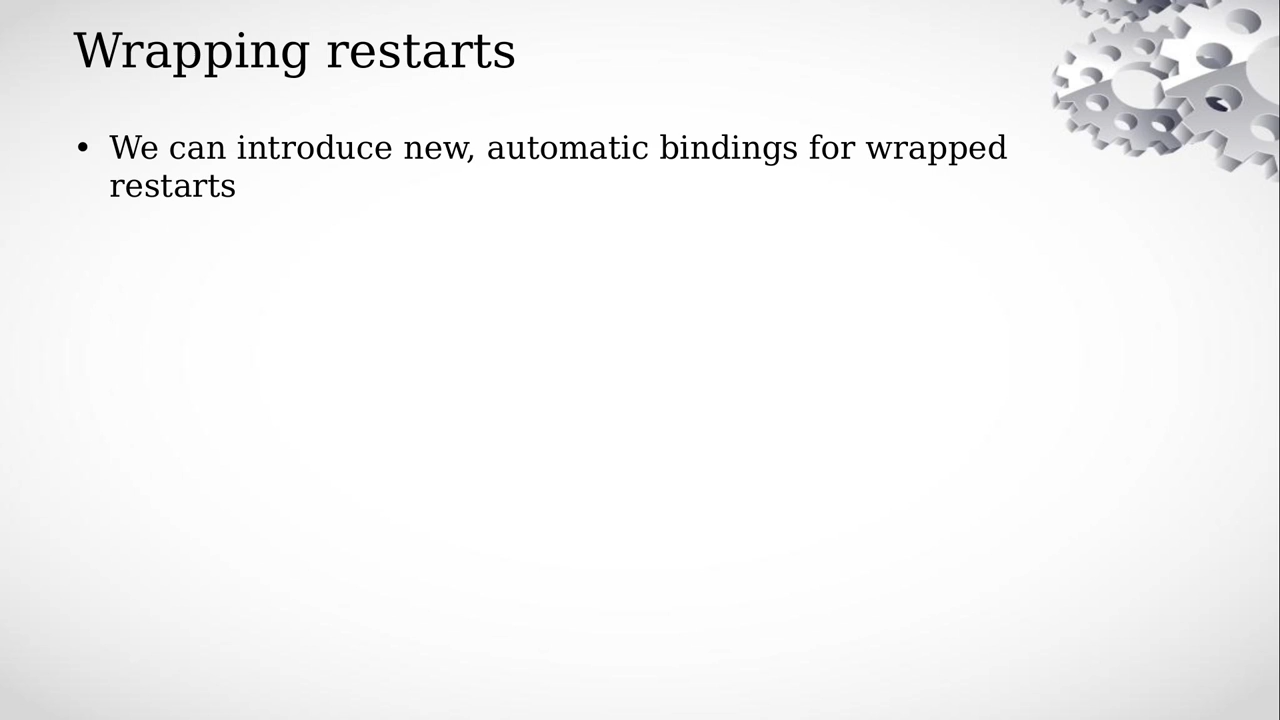 Wrapping restarts
• We can introduce new, automatic bindings for wrapped
restarts